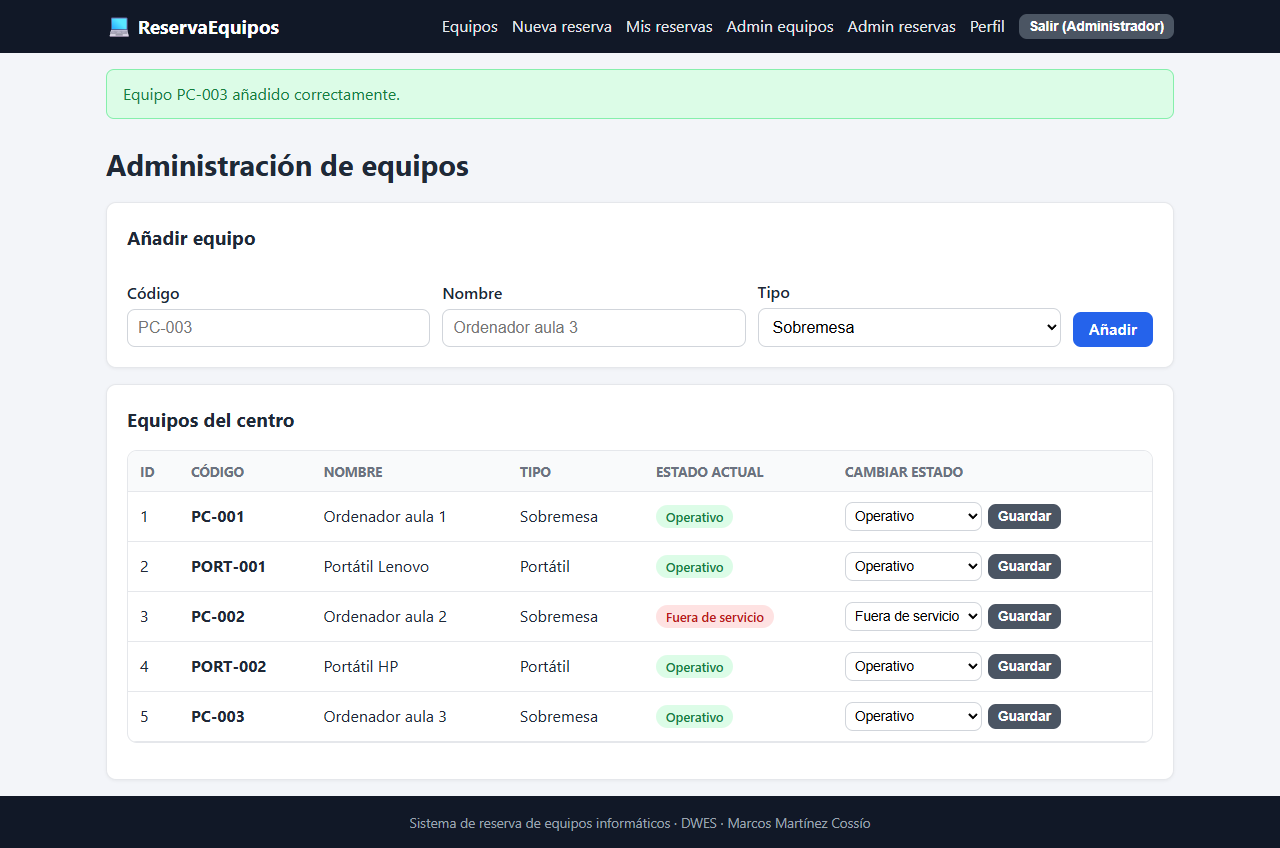 ReservaEquipos Equipos Nueva reserva Mis reservas Admin equipos Admin reservas Perfil Salir (Administrador)
Equipo PC-003 añadido correctamente.
Administración de equipos
Añadir equipo
Código Nombre Tipo
PC-003 Ordenador aula 3 Sobremesa Añadir
Equipos del centro
ID CÓDIGO NOMBRE TIPO ESTADO ACTUAL CAMBIAR ESTADO
1 PC-001 Ordenador aula 1 Sobremesa Operativo Operativo Guardar
2 PORT-001 Portátil Lenovo Portátil Operativo Operativo Guardar
3 PC-002 Ordenador aula 2 Sobremesa Fuera de servicio Fuera de servicio Guardar
4 PORT-002 Portátil HP Portátil Operativo Operativo Guardar
5 PC-003 Ordenador aula 3 Sobremesa Operativo Operativo Guardar
Sistema de reserva de equipos informáticos · DWES · Marcos Martínez Cossío